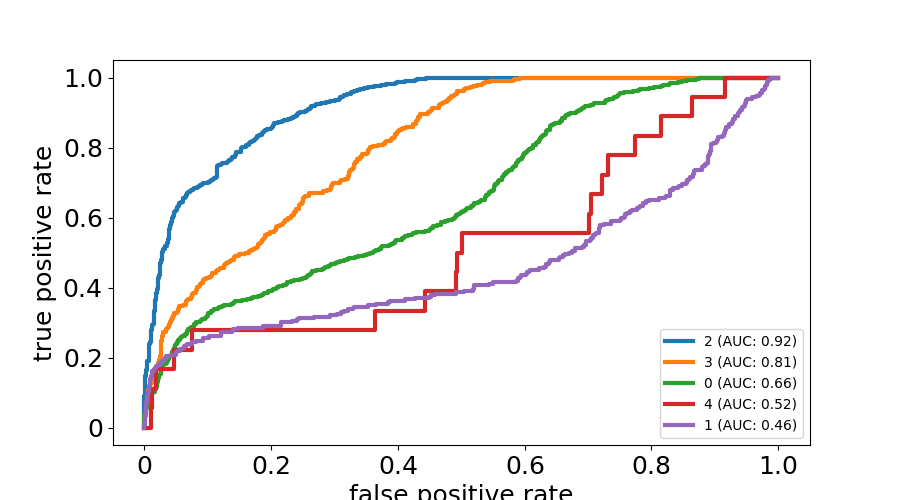 true positive rate
1.0
0.8
0.6
0.4
0.2
0
0 0.2 0.4 0.6 0.8 1.0
false positive rate
2 (AUC: 0.92)
3 (AUC: 0.81)
0 (AUC: 0.66)
4 (AUC: 0.52)
1 (AUC: 0.46)